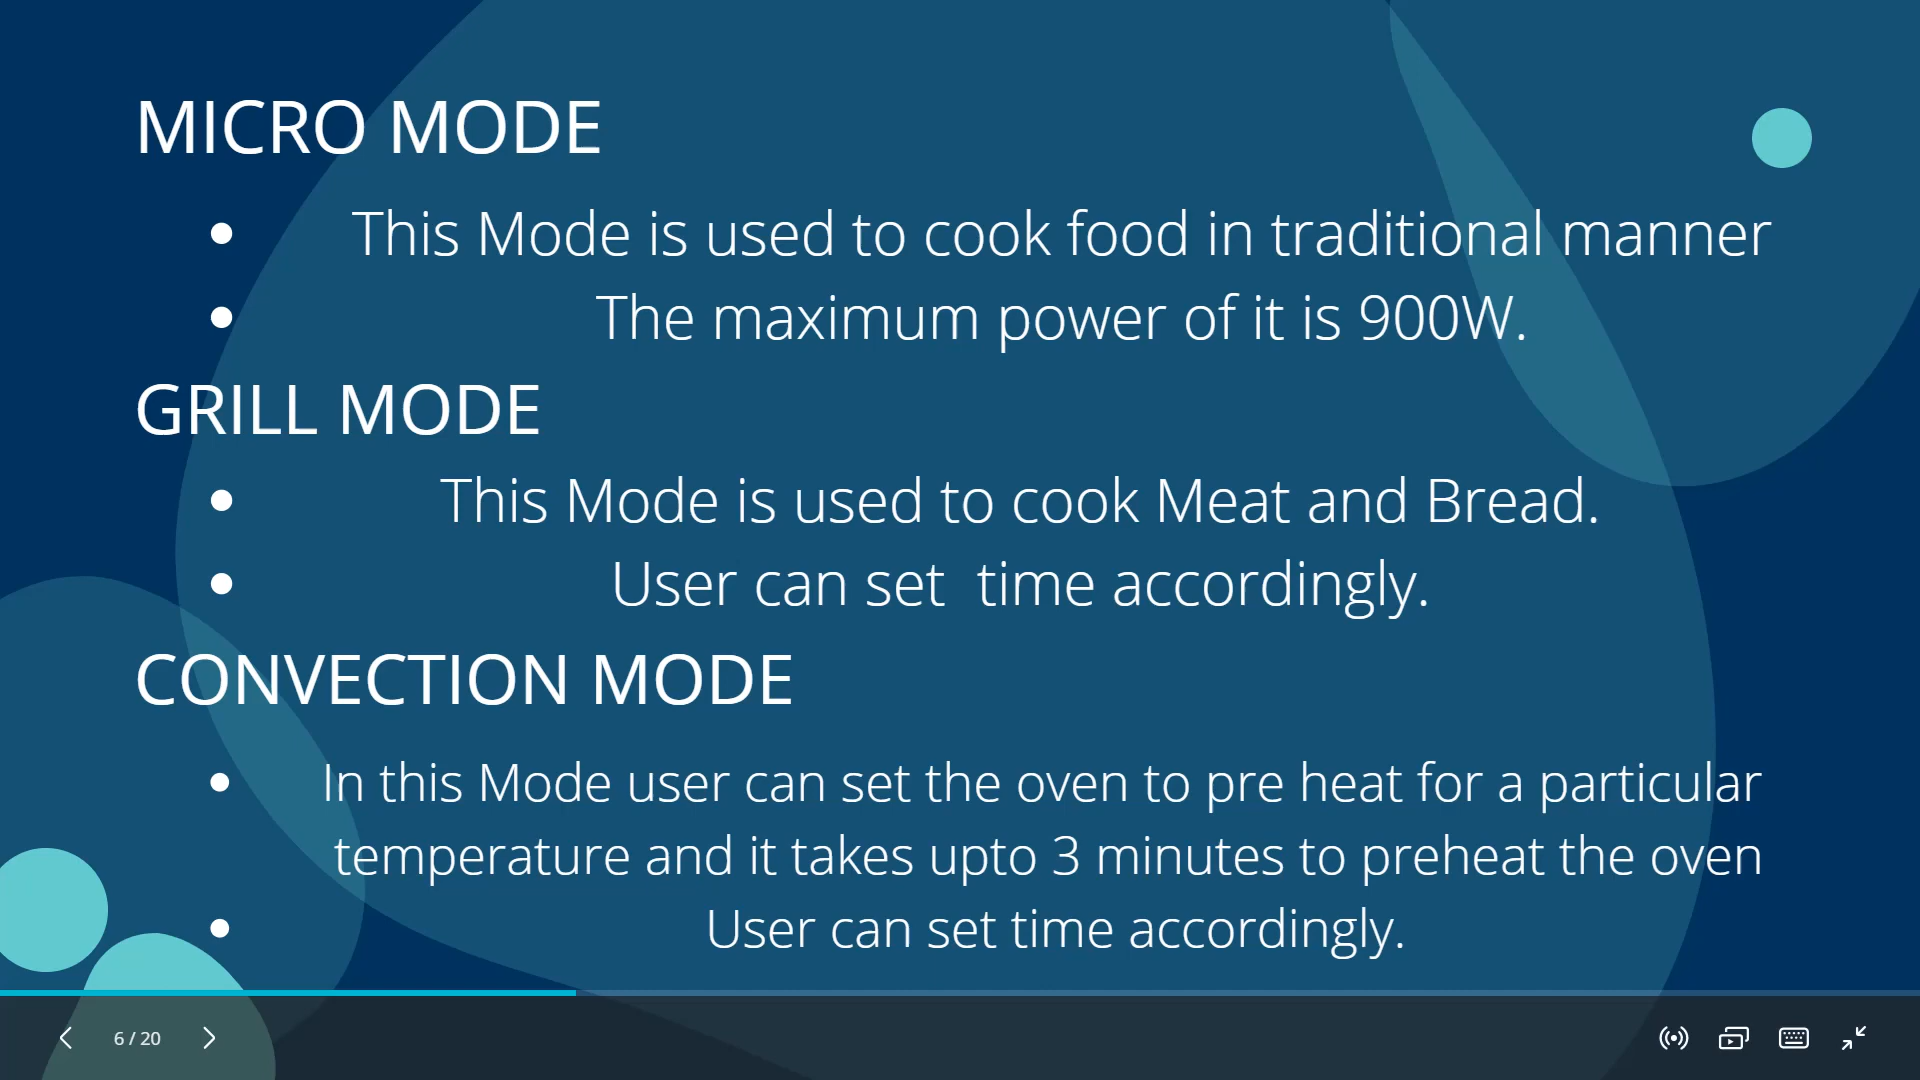 MICRO MODE
• This Mode is used to cook food in traditional manner
• The maximum power of it is 900W.
GRILL MODE
• This Mode is used to cook Meat and Bread.
• User can set  time accordingly.
CONVECTION MODE
• In this Mode user can set the oven to pre heat for a particular
temperature and it takes upto 3 minutes to preheat the oven
• User can set time accordingly.
6 / 20